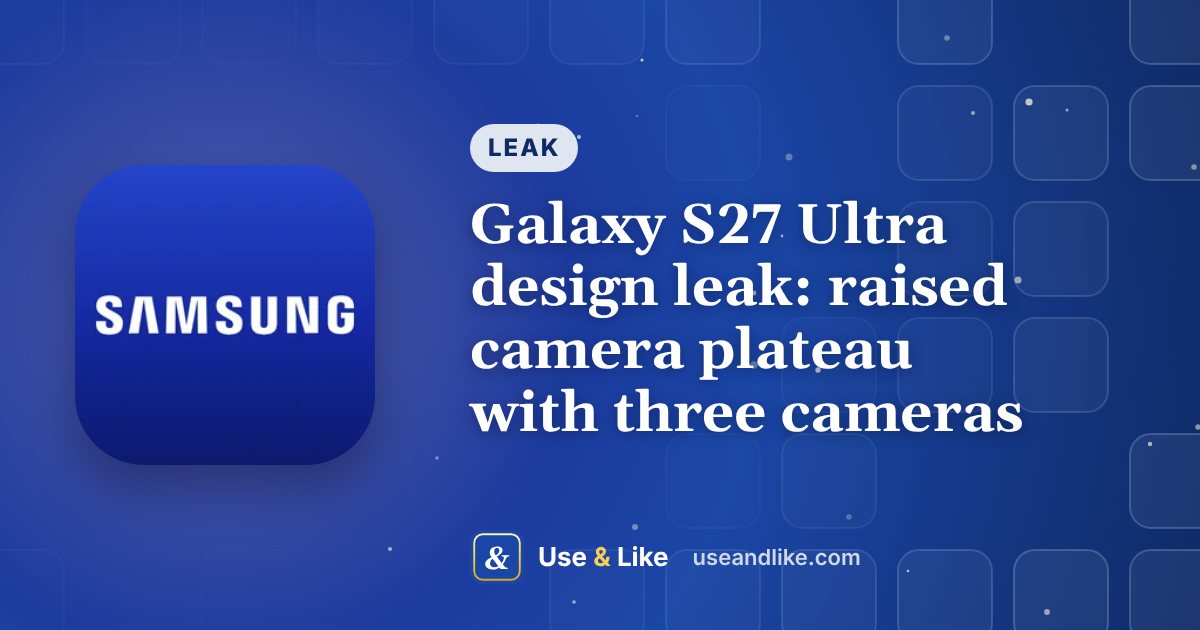 SAMSUNG
LEAK
Galaxy S27 Ultra
design leak: raised
camera plateau
with three cameras
& Use & Like useandlike.com